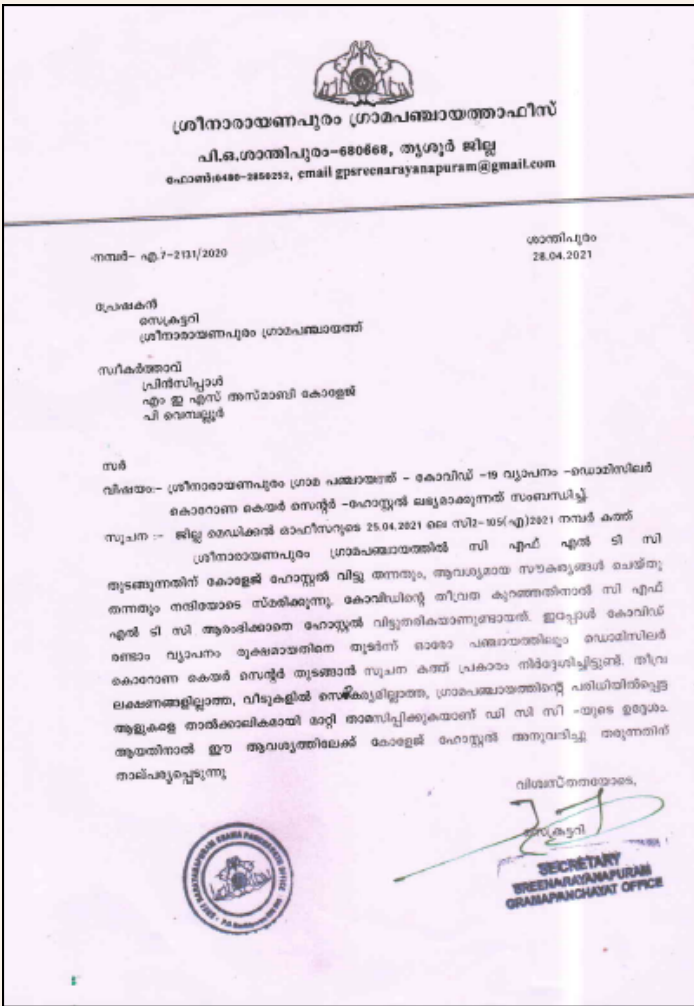 ശ്രീനാരായണപുരം ഗ്രാമപഞ്ചായത്താഫീസ്
പി.ഒ.ശാന്തിപുരം-680668, തൃശൂർ ജില്ല
ഫോൺ:0480-2850252, email gpsreenarayanapuram@gmail.com
നമ്പർ- എ.7-2131/2020
ശാന്തിപുരം
28.04.2021
പ്രേഷകൻ
സെക്രട്ടറി
ശ്രീനാരായണപുരം ഗ്രാമപഞ്ചായത്ത്
സ്വീകർത്താവ്
പ്രിൻസിപ്പാൾ
എം ഇ എസ് അസ്മാബി കോളേജ്
പി വെമ്പല്ലൂർ
സർ
വിഷയം:- ശ്രീനാരായണപുരം ഗ്രാമ പഞ്ചായത്ത് - കോവിഡ് -19 വ്യാപനം -ഡൊമിസിലർ
കൊറോണ കെയർ സെന്റർ -ഹോസ്റ്റൽ ലഭ്യമാക്കുന്നത് സംബന്ധിച്ച്.
സൂചന :- ജില്ല മെഡിക്കൽ ഓഫീസറുടെ 25.04.2021 ലെ സി2-105(എ)2021 നമ്പർ കത്ത്
ശ്രീനാരായണപുരം ഗ്രാമപഞ്ചായത്തിൽ സി എഫ് എൽ ടി സി
തുടങ്ങുന്നതിന് കോളേജ് ഹോസ്റ്റൽ വിട്ടു തന്നതും, ആവശ്യമായ സൗകര്യങ്ങൾ ചെയ്തു
തന്നതും നന്ദിയോടെ സ്മരിക്കുന്നു. കോവിഡിന്റെ തീവ്രത കുറഞ്ഞതിനാൽ സി എഫ്
എൽ ടി സി ആരംഭിക്കാതെ ഹോസ്റ്റൽ വിട്ടുതരികയാണുണ്ടായത്. ഇപ്പോൾ കോവിഡ്
രണ്ടാം വ്യാപനം രൂക്ഷമായതിനെ തുടർന്ന് ഓരോ പഞ്ചായത്തിലും ഡൊമിസിലർ
കൊറോണ കെയർ സെന്റർ തുടങ്ങാൻ സൂചന കത്ത് പ്രകാരം നിർദ്ദേശിച്ചിട്ടുണ്ട്. തീവ്ര
ലക്ഷണങ്ങളില്ലാത്ത, വീടുകളിൽ സൗകര്യമില്ലാത്ത, ഗ്രാമപഞ്ചായത്തിന്റെ പരിധിയിൽപ്പെട്ട
ആളുകളെ താൽക്കാലികമായി മാറ്റി താമസിപ്പിക്കുകയാണ് ഡി സി സി -യുടെ ഉദ്ദേശം.
ആയതിനാൽ ഈ ആവശ്യത്തിലേക്ക് കോളേജ് ഹോസ്റ്റൽ അനുവദിച്ചു തരുന്നതിന്
താല്പര്യപ്പെടുന്നു
വിശ്വസ്തതയോടെ,
സെക്രട്ടറി
SECRETARY
SREENARAYANAPURAM
GRAMAPANCHAYAT OFFICE